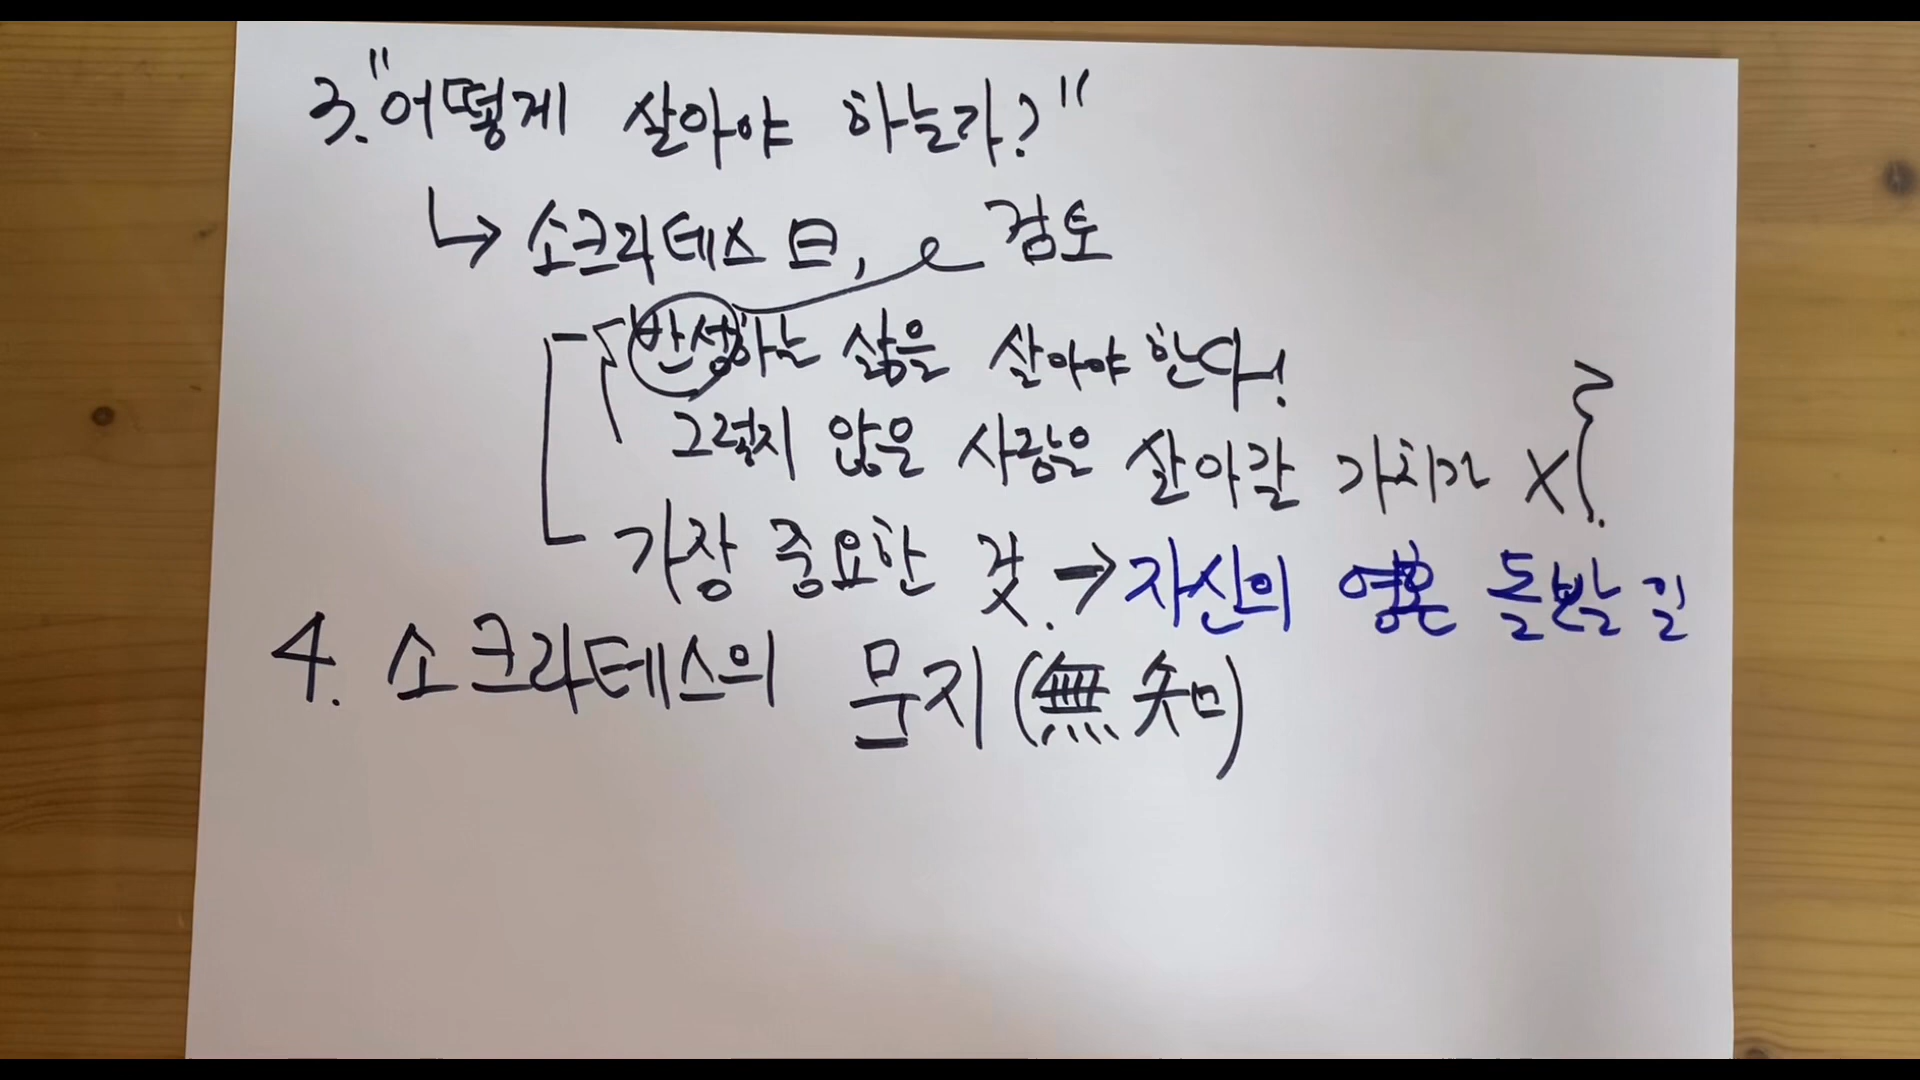 3. "어떻게 살아야 하는가?"
↳ 소크라테스 曰, 검토
「반성하는 삶을 살아야 한다!
그렇지 않은 사람은 살아갈 가치가 X」.
가장 중요한 것. → 자신의 영혼 돌볼 길
4. 소크라테스의 무지(無知)